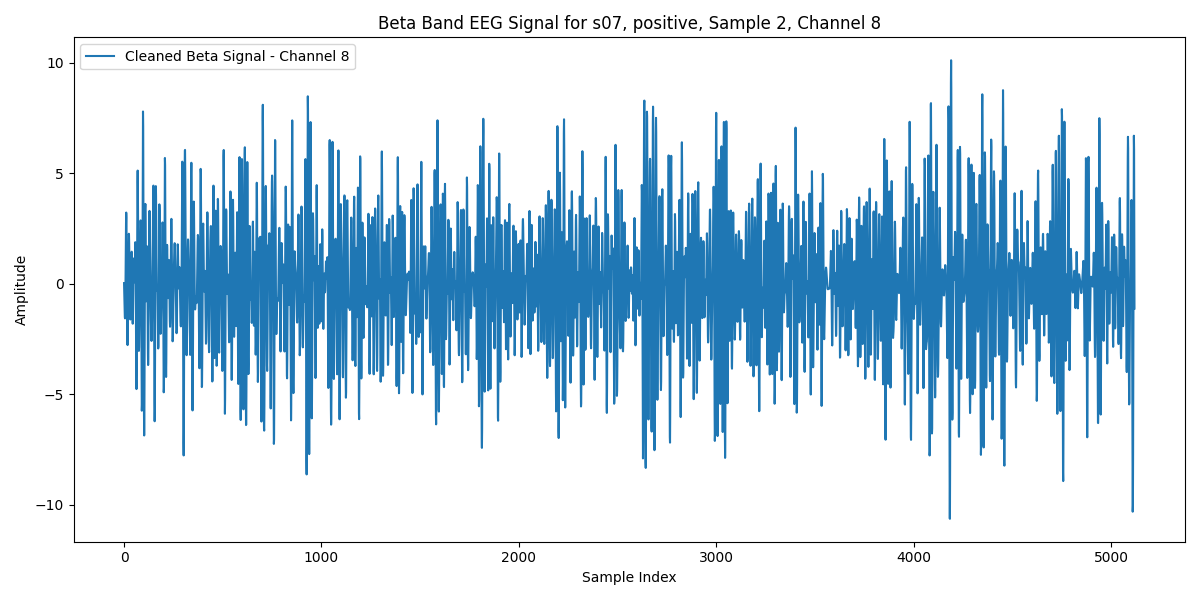 Beta Band EEG Signal for s07, positive, Sample 2, Channel 8
Cleaned Beta Signal - Channel 8
Amplitude
10
5
0
−5
−10
0 1000 2000 3000 4000 5000
Sample Index